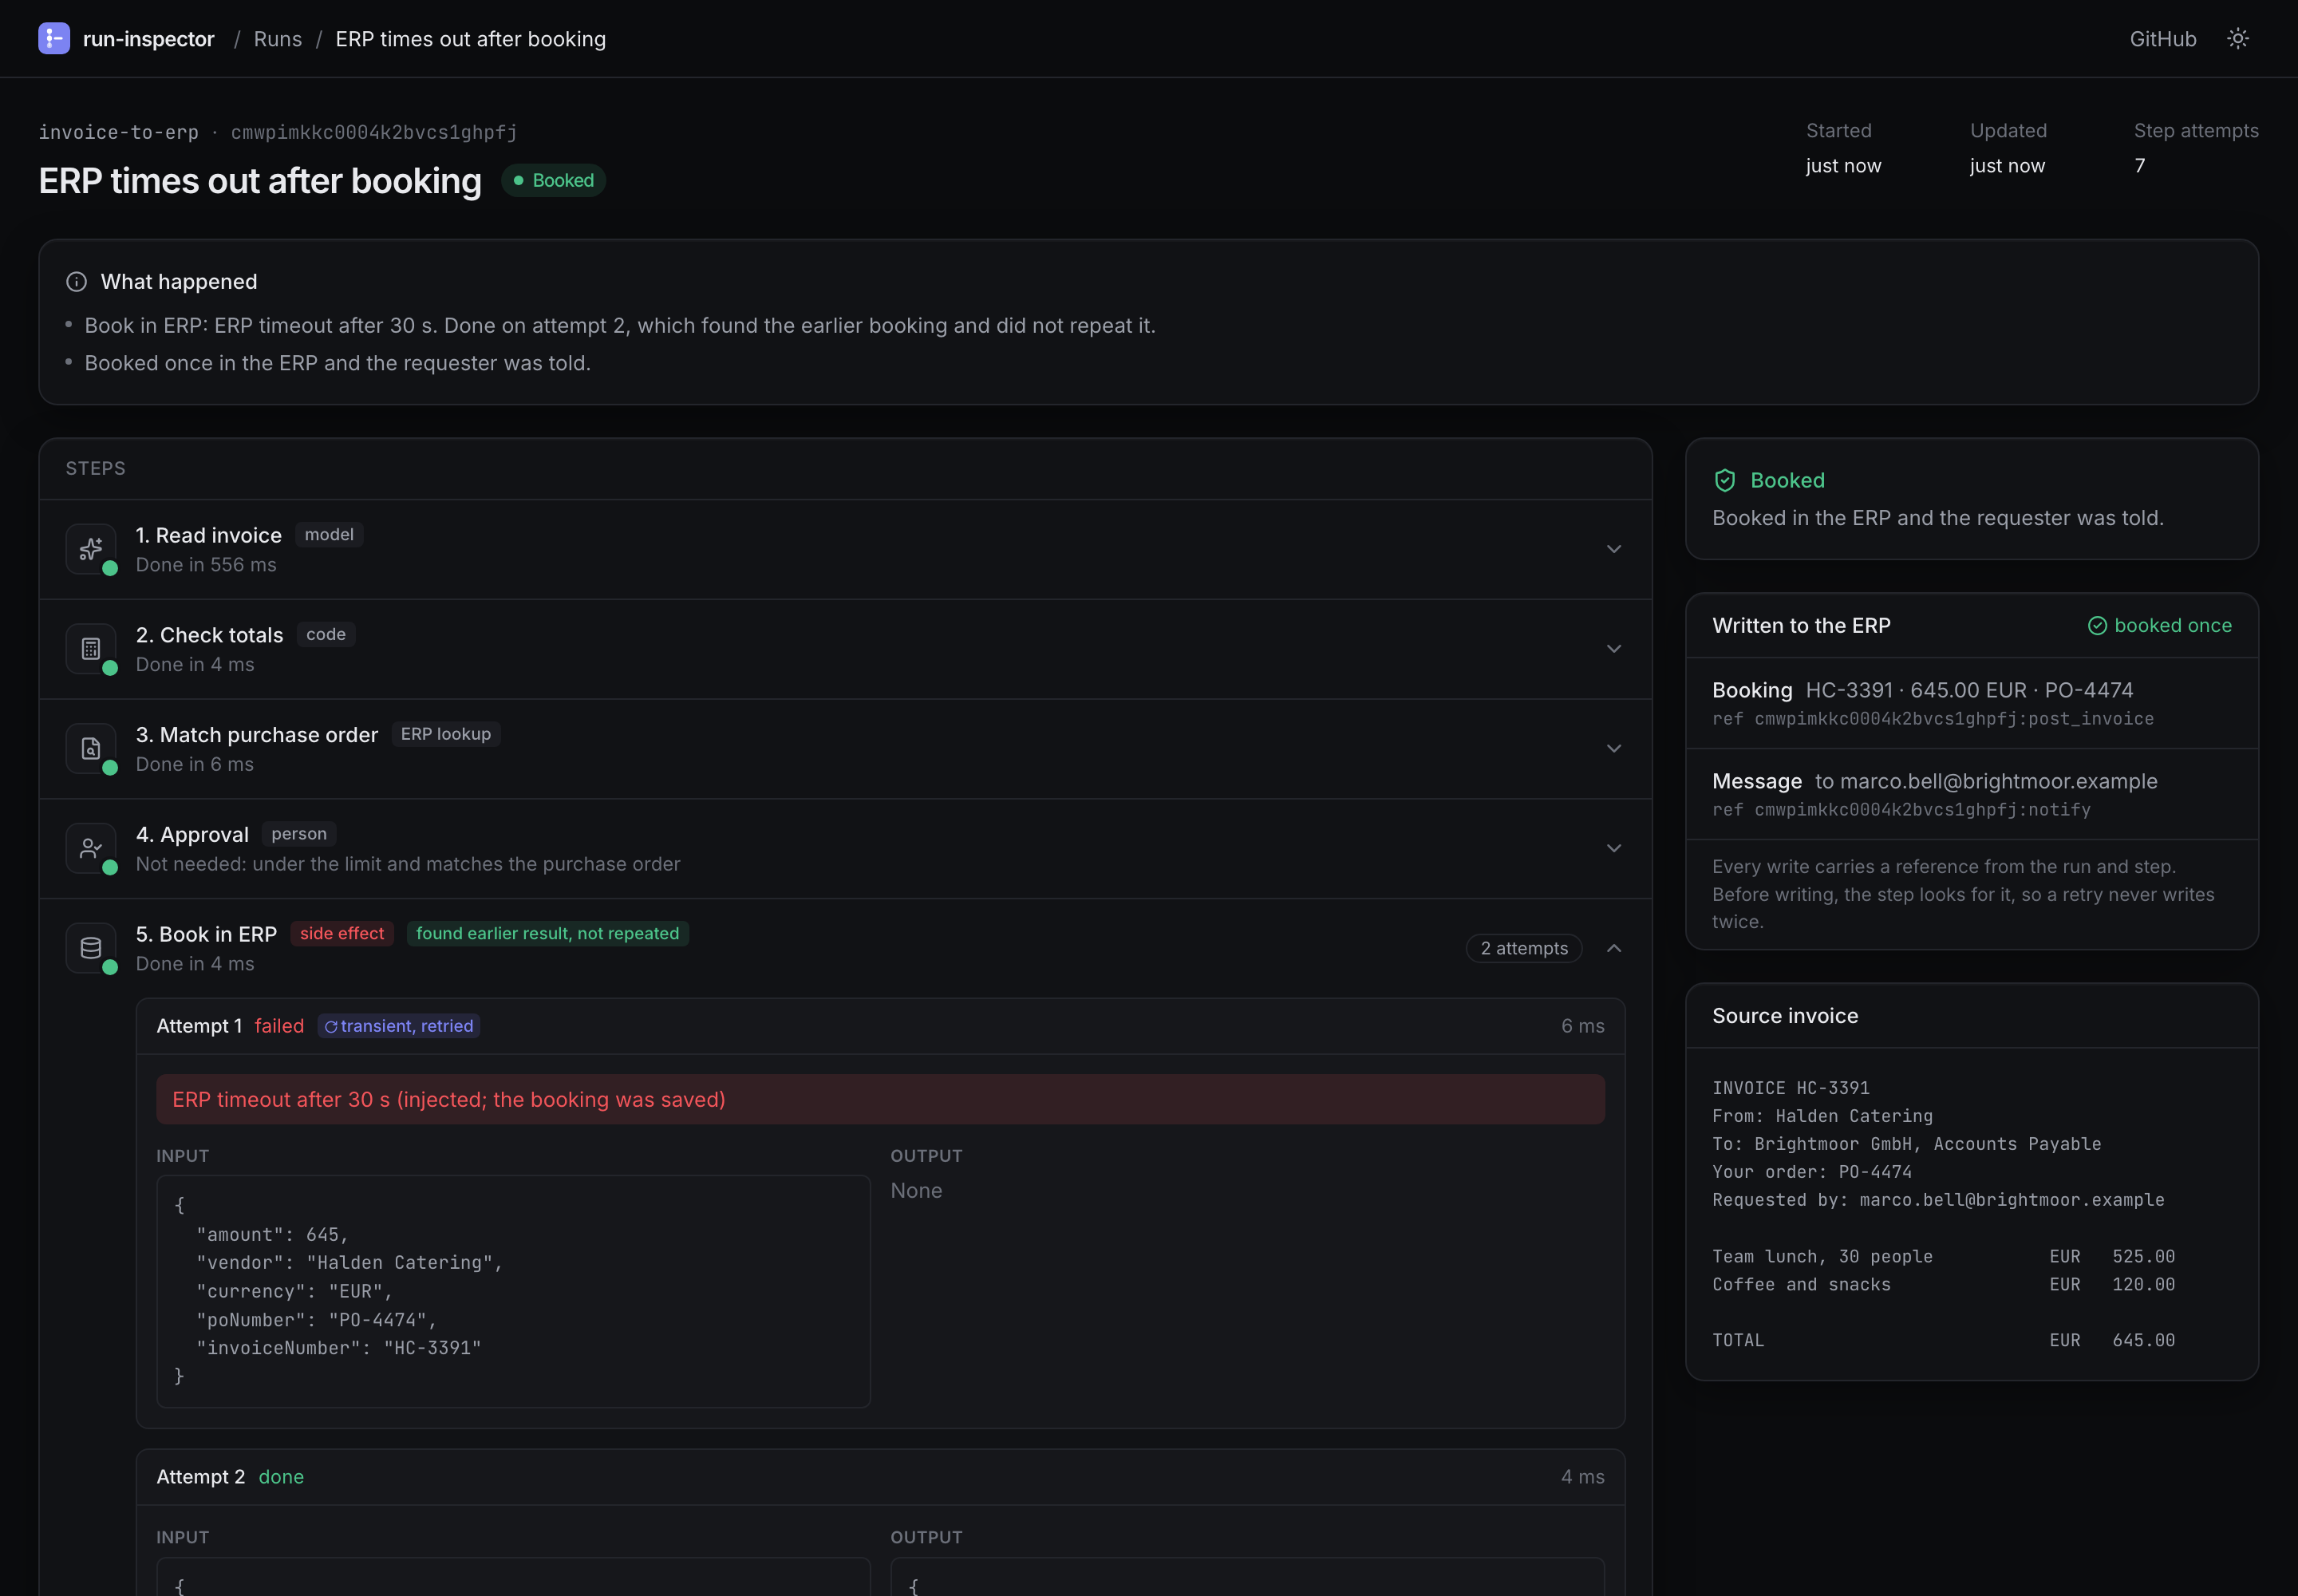 run-inspector / Runs / ERP times out after booking
GitHub
invoice-to-erp · cmwpimkkc0004k2bvcs1ghpfj
ERP times out after booking
Booked
Started
just now
Updated
just now
Step attempts
7
What happened
Book in ERP: ERP timeout after 30 s. Done on attempt 2, which found the earlier booking and did not repeat it.
Booked once in the ERP and the requester was told.
STEPS
1. Read invoice model
Done in 556 ms
2. Check totals code
Done in 4 ms
3. Match purchase order ERP lookup
Done in 6 ms
4. Approval person
Not needed: under the limit and matches the purchase order
5. Book in ERP side effect found earlier result, not repeated
Done in 4 ms
2 attempts
Attempt 1 failed transient, retried 6 ms
ERP timeout after 30 s (injected; the booking was saved)
INPUT
{
"amount": 645,
"vendor": "Halden Catering",
"currency": "EUR",
"poNumber": "PO-4474",
"invoiceNumber": "HC-3391"
}
OUTPUT
None
Attempt 2 done 4 ms
INPUT
{
OUTPUT
{
Booked
Booked in the ERP and the requester was told.
Written to the ERP booked once
Booking HC-3391 · 645.00 EUR · PO-4474
ref cmwpimkkc0004k2bvcs1ghpfj:post_invoice
Message to marco.bell@brightmoor.example
ref cmwpimkkc0004k2bvcs1ghpfj:notify
Every write carries a reference from the run and step.
Before writing, the step looks for it, so a retry never writes
twice.
Source invoice
INVOICE HC-3391
From: Halden Catering
To: Brightmoor GmbH, Accounts Payable
Your order: PO-4474
Requested by: marco.bell@brightmoor.example
Team lunch, 30 people EUR 525.00
Coffee and snacks EUR 120.00
TOTAL EUR 645.00